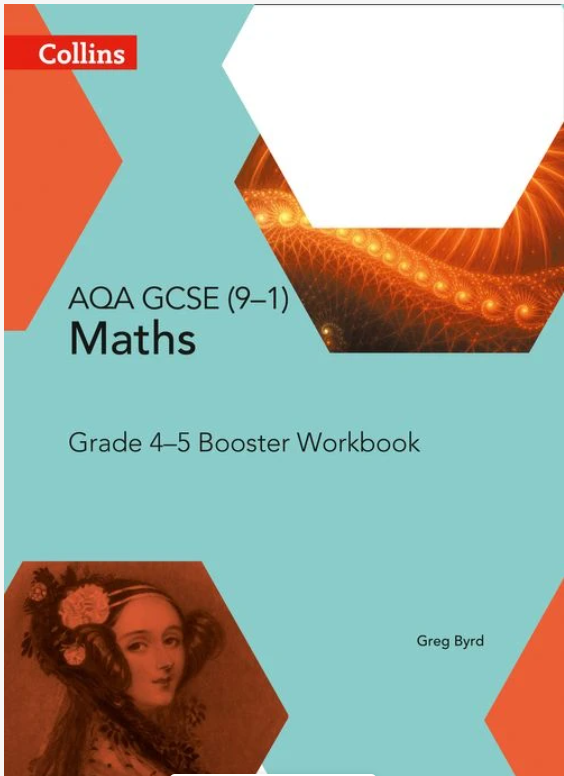 Collins
AQA GCSE (9–1)
Maths
Grade 4–5 Booster Workbook
Greg Byrd